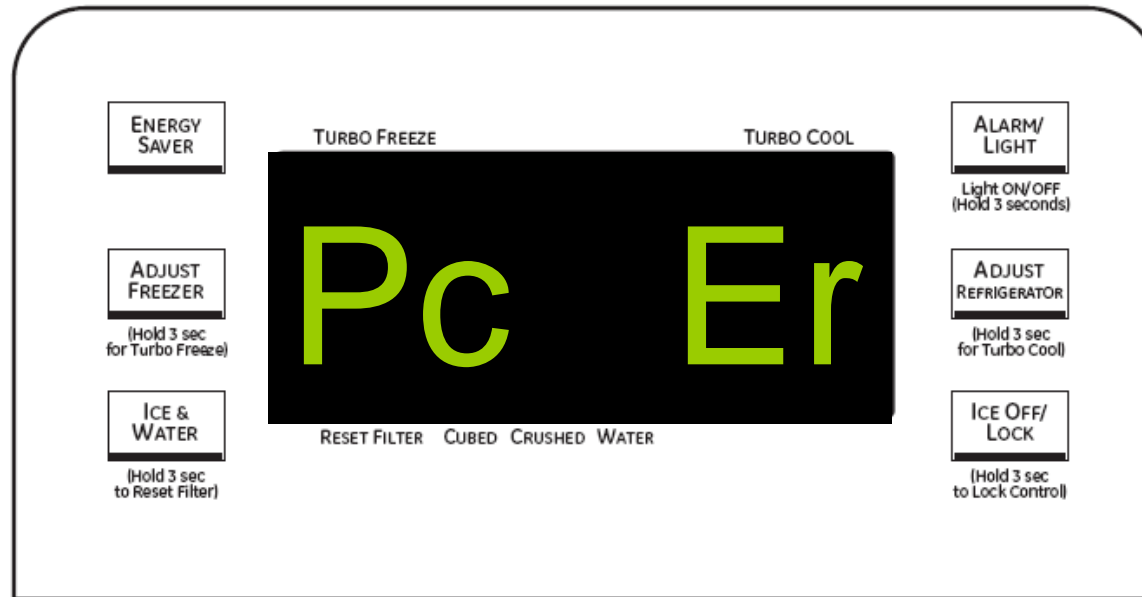 ENERGY
SAVER
TURBO FREEZE
TURBO COOL
ALARM/
LIGHT
Light ON/OFF
(Hold 3 seconds)
Pc Er
ADJUST
FREEZER
(Hold 3 sec
for Turbo Freeze)
ADJUST
REFRIGERATOR
(Hold 3 sec
for Turbo Cool)
ICE &
WATER
(Hold 3 sec
to Reset Filter)
RESET FILTER CUBED CRUSHED WATER
ICE OFF/
LOCK
(Hold 3 sec
to Lock Control)